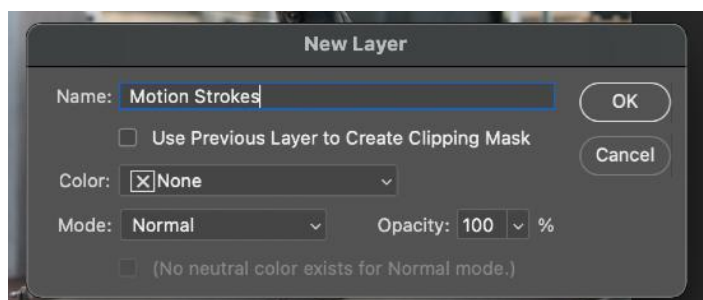 New Layer
Name: Motion Strokes OK
Use Previous Layer to Create Clipping Mask
Cancel
Color: None
Mode: Normal Opacity: 100 %
(No neutral color exists for Normal mode.)